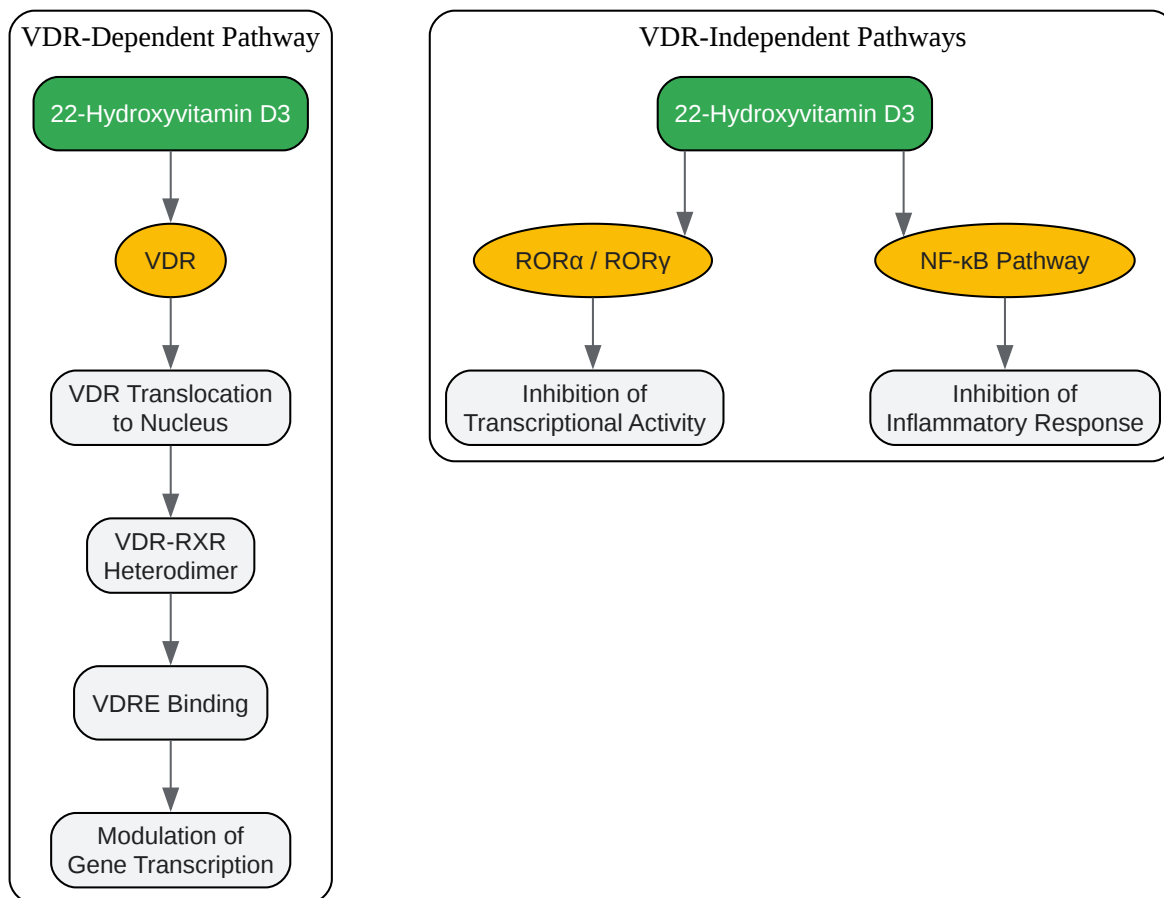 VDR-Dependent Pathway
22-Hydroxyvitamin D3
VDR
VDR Translocation
to Nucleus
VDR-RXR
Heterodimer
VDRE Binding
Modulation of
Gene Transcription
VDR-Independent Pathways
22-Hydroxyvitamin D3
RORα / RORγ
NF-κB Pathway
Inhibition of
Transcriptional Activity
Inhibition of
Inflammatory Response